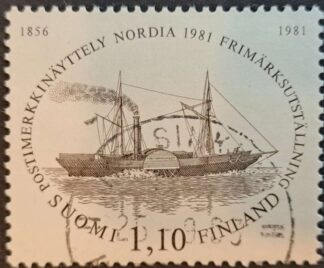 1856 1981
POSTIMERKKINÄYTTELY NORDIA 1981 FRIMÄRKSUTSTÄLLNING
SUOMI FINLAND
1,10